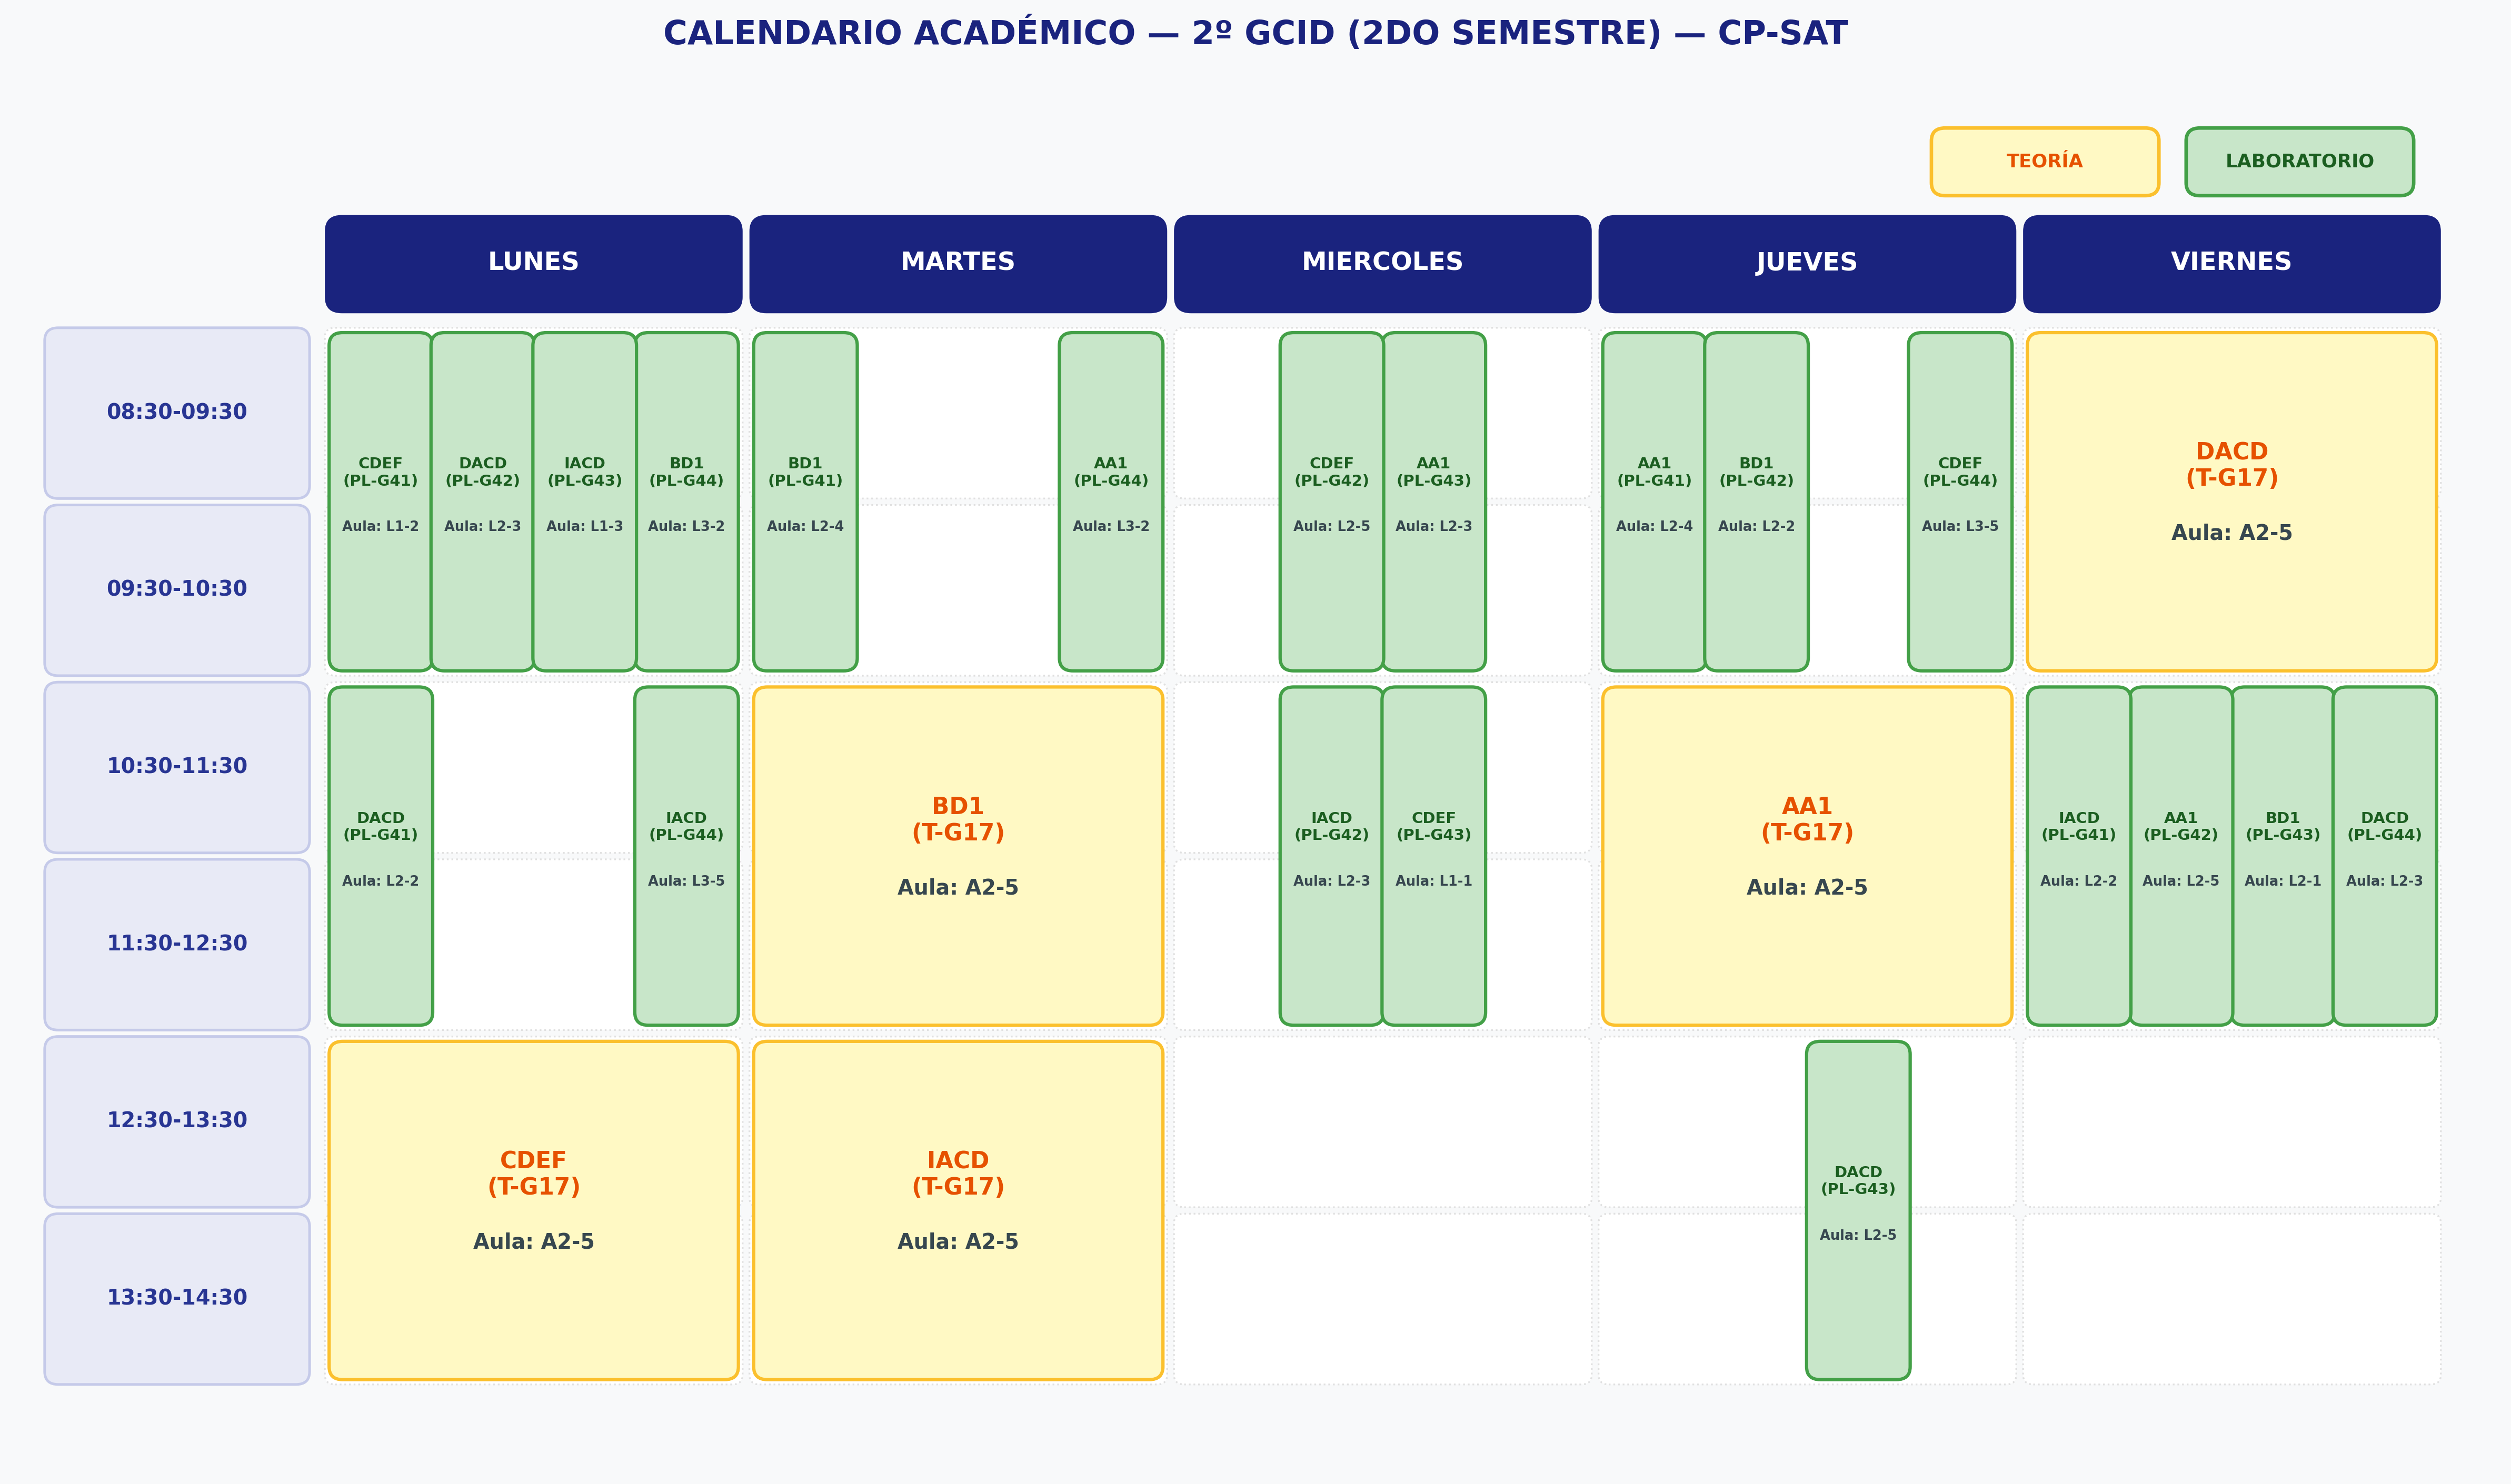 CALENDARIO ACADÉMICO — 2º GCID (2DO SEMESTRE) — CP-SAT
TEORÍA
LABORATORIO
LUNES
MARTES
MIERCOLES
JUEVES
VIERNES
08:30-09:30
09:30-10:30
CDEF
(PL-G41)
Aula: L1-2
DACD
(PL-G42)
Aula: L2-3
IACD
(PL-G43)
Aula: L1-3
BD1
(PL-G44)
Aula: L3-2
BD1
(PL-G41)
Aula: L2-4
AA1
(PL-G44)
Aula: L3-2
CDEF
(PL-G42)
Aula: L2-5
AA1
(PL-G43)
Aula: L2-3
AA1
(PL-G41)
Aula: L2-4
BD1
(PL-G42)
Aula: L2-2
CDEF
(PL-G44)
Aula: L3-5
DACD
(T-G17)
Aula: A2-5
10:30-11:30
11:30-12:30
DACD
(PL-G41)
Aula: L2-2
IACD
(PL-G44)
Aula: L3-5
BD1
(T-G17)
Aula: A2-5
IACD
(PL-G42)
Aula: L2-3
CDEF
(PL-G43)
Aula: L1-1
AA1
(T-G17)
Aula: A2-5
IACD
(PL-G41)
Aula: L2-2
AA1
(PL-G42)
Aula: L2-5
BD1
(PL-G43)
Aula: L2-1
DACD
(PL-G44)
Aula: L2-3
12:30-13:30
13:30-14:30
CDEF
(T-G17)
Aula: A2-5
IACD
(T-G17)
Aula: A2-5
DACD
(PL-G43)
Aula: L2-5